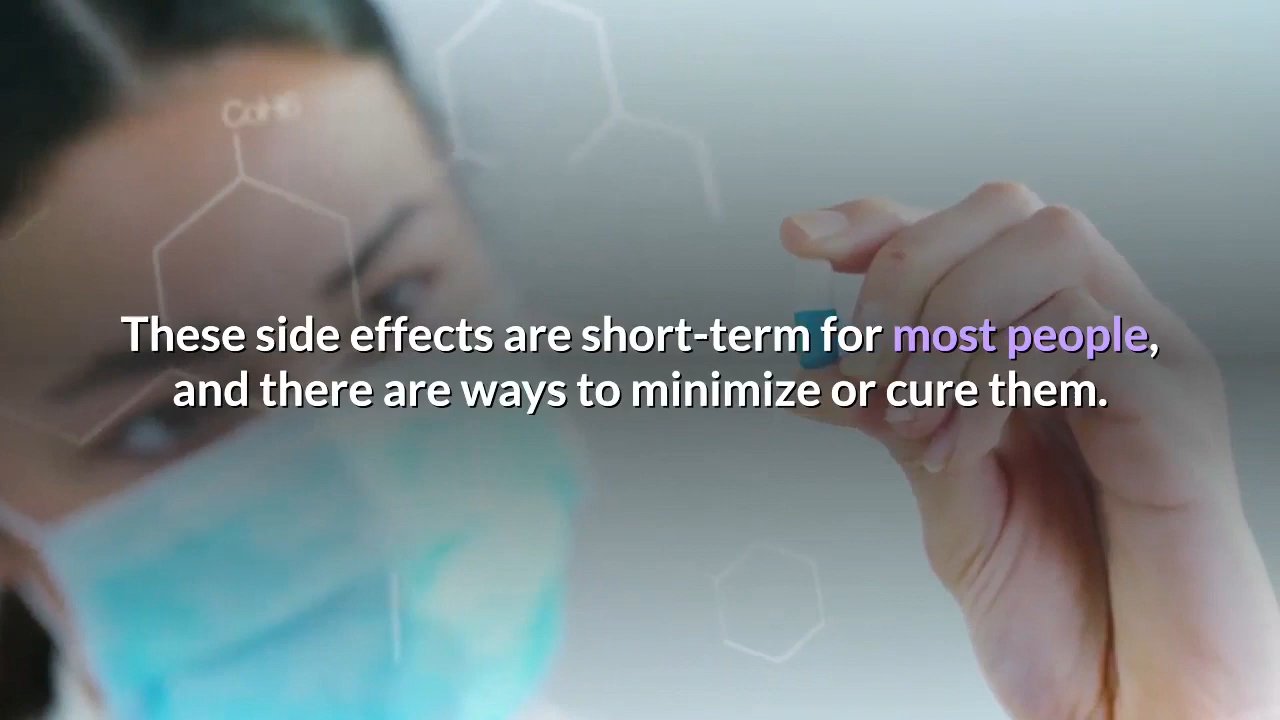 These side effects are short-term for most people,
and there are ways to minimize or cure them.